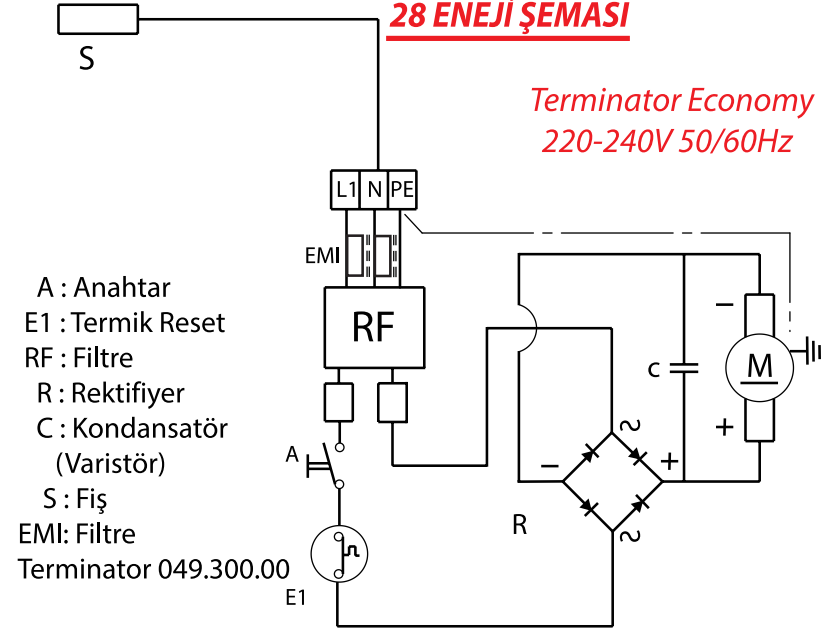 28 ENEJİ ŞEMASI
S
Terminator Economy
220-240V 50/60Hz
L1 N PE
EMI
RF
A : Anahtar
E1 : Termik Reset
RF : Filtre
R : Rektifiyer
C : Kondansatör
(Varistör)
S : Fiş
EMI: Filtre
Terminator 049.300.00
A
E1
R
C
M
− +
− +
~
~